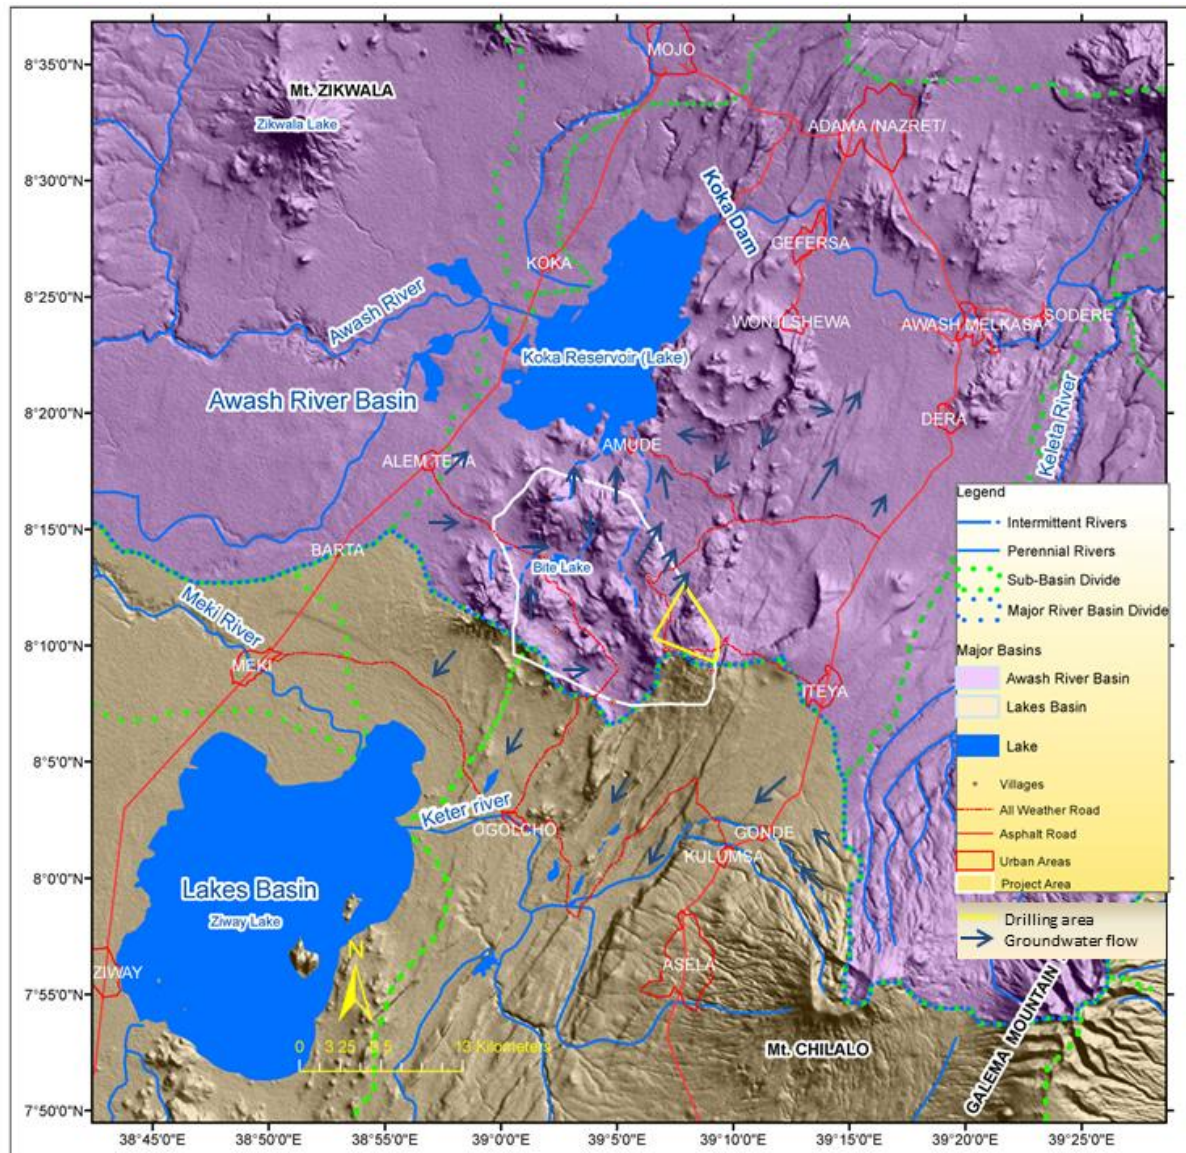 8°35'0"N
8°30'0"N
8°25'0"N
8°20'0"N
8°15'0"N
8°10'0"N
8°5'0"N
8°0'0"N
7°55'0"N
7°50'0"N
MOJO
Mt. ZIKWALA
Zikwala Lake
ADAMA /NAZRET/
Koka Dam
GEFERSA
KOKA
Awash River
WONJI SHEWA
AWASH MELKASA
SODERE
Koka Reservoir (Lake)
Awash River Basin
DERA
Keleta River
AMUDE
ALEM TENA
BARTA
Bite Lake
Meki River
MEKI
ITEYA
Keter river
OGOLCHO
GONDE
KULUMSA
Lakes Basin
Ziway Lake
ZIWAY
ASELA
N
0 3.25 6.5 13 Kilometers
Mt. CHILALO
GALEMA MOUNTAIN
Legend
Intermittent Rivers
Perennial Rivers
Sub-Basin Divide
Major River Basin Divide
Major Basins
Awash River Basin
Lakes Basin
Lake
Villages
All Weather Road
Asphalt Road
Urban Areas
Project Area
Drilling area
Groundwater flow
38°45'0"E
38°50'0"E
38°55'0"E
39°0'0"E
39°5'0"E
39°10'0"E
39°15'0"E
39°20'0"E
39°25'0"E